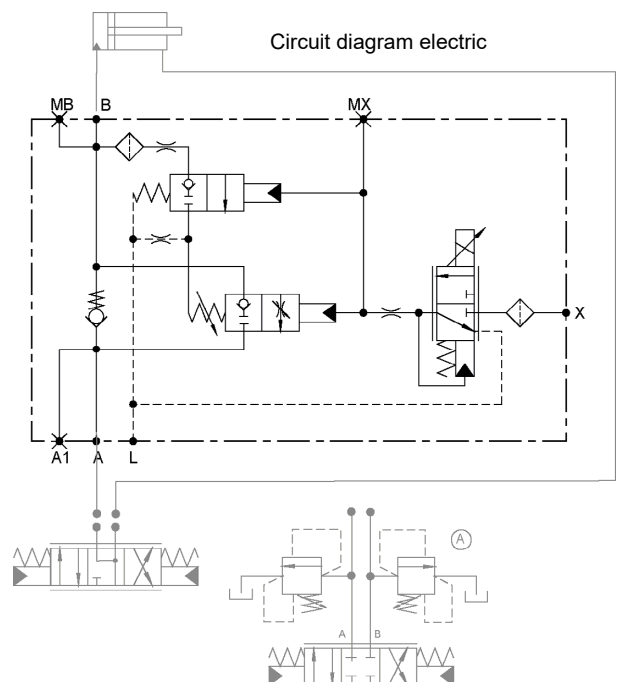 Circuit diagram electric
MB B MX
X
A1 A L
A
A B